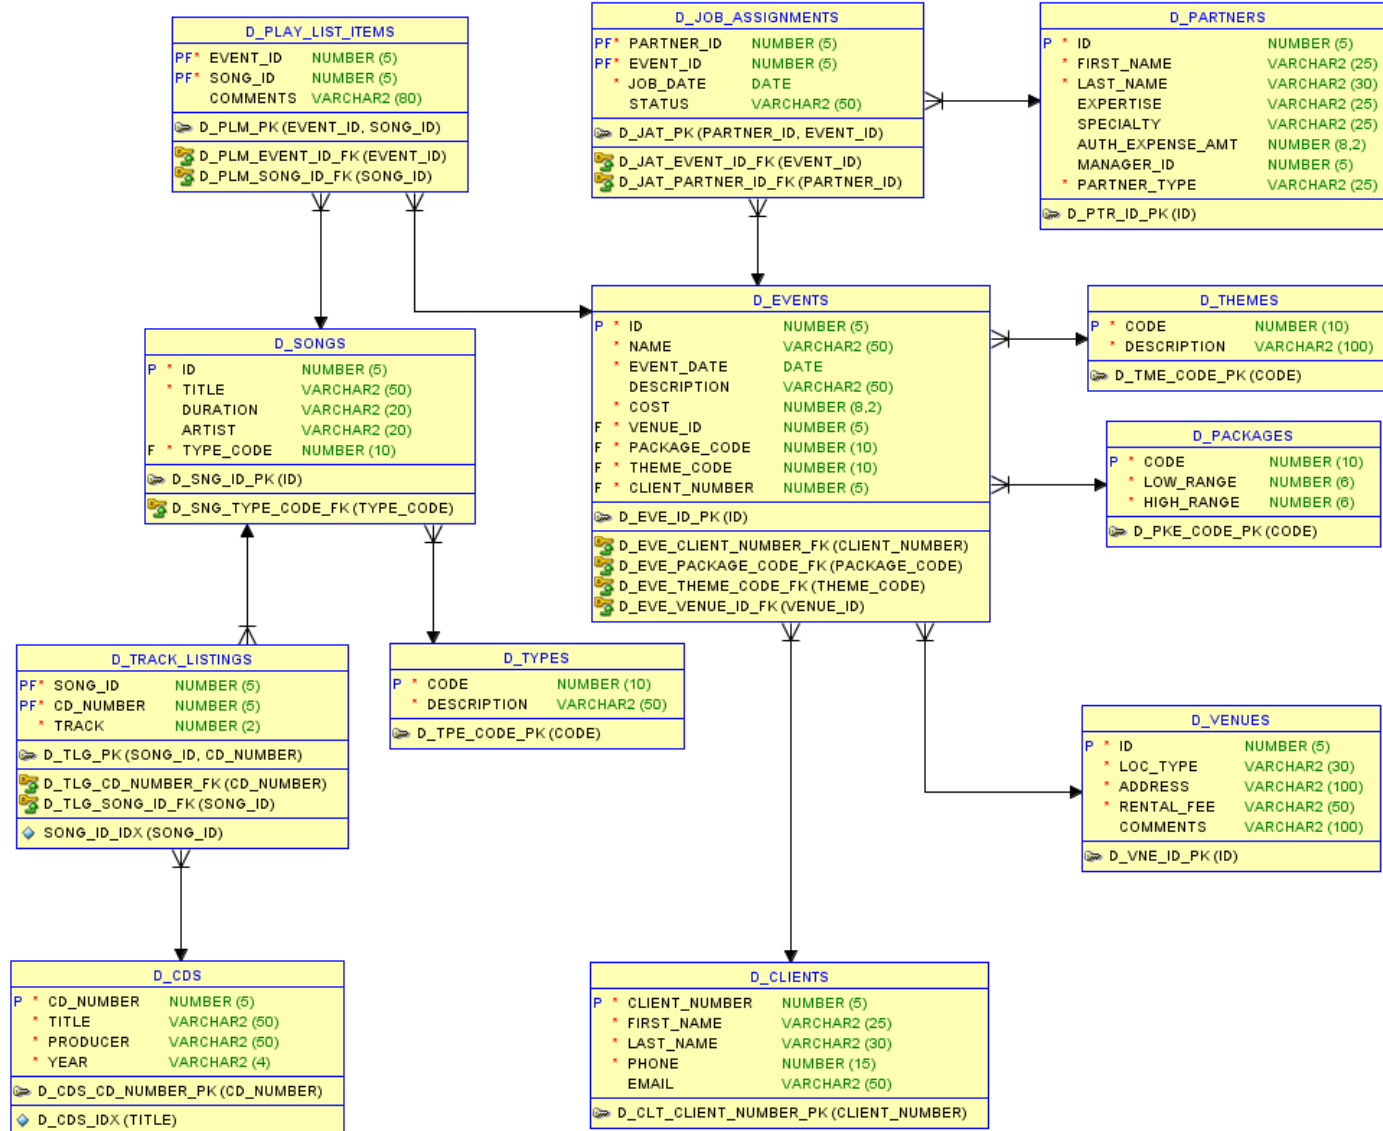 D_PLAY_LIST_ITEMS
PF* EVENT_ID NUMBER (5)
PF* SONG_ID NUMBER (5)
COMMENTS VARCHAR2 (80)
D_PLM_PK (EVENT_ID, SONG_ID)
D_PLM_EVENT_ID_FK (EVENT_ID)
D_PLM_SONG_ID_FK (SONG_ID)
D_JOB_ASSIGNMENTS
PF* PARTNER_ID NUMBER (5)
PF* EVENT_ID NUMBER (5)
* JOB_DATE DATE
STATUS VARCHAR2 (50)
D_JAT_PK (PARTNER_ID, EVENT_ID)
D_JAT_EVENT_ID_FK (EVENT_ID)
D_JAT_PARTNER_ID_FK (PARTNER_ID)
D_PARTNERS
P * ID NUMBER (5)
* FIRST_NAME VARCHAR2 (25)
* LAST_NAME VARCHAR2 (30)
EXPERTISE VARCHAR2 (25)
SPECIALTY VARCHAR2 (25)
AUTH_EXPENSE_AMT NUMBER (8,2)
MANAGER_ID NUMBER (5)
* PARTNER_TYPE VARCHAR2 (25)
D_PTR_ID_PK (ID)
D_SONGS
P * ID NUMBER (5)
* TITLE VARCHAR2 (50)
DURATION VARCHAR2 (20)
ARTIST VARCHAR2 (20)
F * TYPE_CODE NUMBER (10)
D_SNG_ID_PK (ID)
D_SNG_TYPE_CODE_FK (TYPE_CODE)
D_EVENTS
P * ID NUMBER (5)
* NAME VARCHAR2 (50)
* EVENT_DATE DATE
DESCRIPTION VARCHAR2 (50)
* COST NUMBER (8,2)
F * VENUE_ID NUMBER (5)
F * PACKAGE_CODE NUMBER (10)
F * THEME_CODE NUMBER (10)
F * CLIENT_NUMBER NUMBER (5)
D_EVE_ID_PK (ID)
D_EVE_CLIENT_NUMBER_FK (CLIENT_NUMBER)
D_EVE_PACKAGE_CODE_FK (PACKAGE_CODE)
D_EVE_THEME_CODE_FK (THEME_CODE)
D_EVE_VENUE_ID_FK (VENUE_ID)
D_THEMES
P * CODE NUMBER (10)
* DESCRIPTION VARCHAR2 (100)
D_TME_CODE_PK (CODE)
D_PACKAGES
P * CODE NUMBER (10)
* LOW_RANGE NUMBER (6)
* HIGH_RANGE NUMBER (6)
D_PKE_CODE_PK (CODE)
D_TRACK_LISTINGS
PF* SONG_ID NUMBER (5)
PF* CD_NUMBER NUMBER (5)
* TRACK NUMBER (2)
D_TLG_PK (SONG_ID, CD_NUMBER)
D_TLG_CD_NUMBER_FK (CD_NUMBER)
D_TLG_SONG_ID_FK (SONG_ID)
SONG_ID_IDX (SONG_ID)
D_TYPES
P * CODE NUMBER (10)
* DESCRIPTION VARCHAR2 (50)
D_TPE_CODE_PK (CODE)
D_VENUES
P * ID NUMBER (5)
* LOC_TYPE VARCHAR2 (30)
* ADDRESS VARCHAR2 (100)
* RENTAL_FEE VARCHAR2 (50)
COMMENTS VARCHAR2 (100)
D_VNE_ID_PK (ID)
D_CDS
P * CD_NUMBER NUMBER (5)
* TITLE VARCHAR2 (50)
* PRODUCER VARCHAR2 (50)
* YEAR VARCHAR2 (4)
D_CDS_CD_NUMBER_PK (CD_NUMBER)
D_CDS_IDX (TITLE)
D_CLIENTS
P * CLIENT_NUMBER NUMBER (5)
* FIRST_NAME VARCHAR2 (25)
* LAST_NAME VARCHAR2 (30)
* PHONE NUMBER (15)
EMAIL VARCHAR2 (50)
D_CLT_CLIENT_NUMBER_PK (CLIENT_NUMBER)